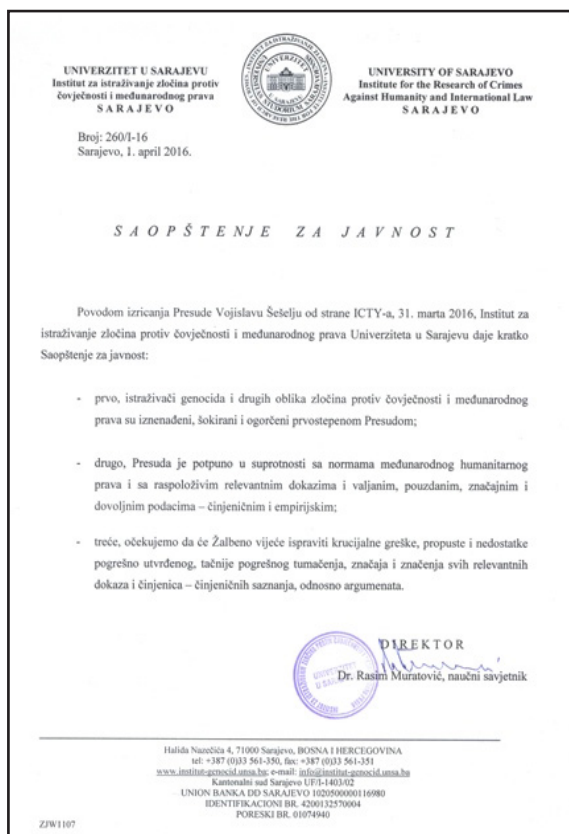 UNIVERZITET U SARAJEVU
Institut za istraživanje zločina protiv
čovječnosti i međunarodnog prava
S A R A J E V O
UNIVERSITY OF SARAJEVO
Institute for the Research of Crimes
Against Humanity and International Law
S A R A J E V O
Broj: 260/I-16
Sarajevo, 1. april 2016.
S A O P Š T E N J E Z A J A V N O S T
Povodom izricanja Presude Vojislavu Šešelju od strane ICTY-a, 31. marta 2016, Institut za
istraživanje zločina protiv čovječnosti i međunarodnog prava Univerziteta u Sarajevu daje kratko
Saopštenje za javnost:
- prvo, istraživači genocida i drugih oblika zločina protiv čovječnosti i međunarodnog
prava su iznenađeni, šokirani i ogorčeni prvostepenom Presudom;
- drugo, Presuda je potpuno u suprotnosti sa normama međunarodnog humanitarnog
prava i sa raspoloživim relevantnim dokazima i valjanim, pouzdanim, značajnim i
dovoljnim podacima – činjeničnim i empirijskim;
- treće, očekujemo da će Žalbeno vijeće ispraviti krucijalne greške, propuste i nedostatke
pogrešno utvrđenog, tačnije pogrešnog tumačenja, značaja i značenja svih relevantnih
dokaza i činjenica – činjeničnih saznanja, odnosno argumenata.
D I R E K T O R
Dr. Rasim Muratović, naučni savjetnik
UNIVERZITET
U SARAJEVU
Halida Nazečića 4, 71000 Sarajevo, BOSNA I HERCEGOVINA
tel: +387 (0)33 561-350, fax: +387 (0)33 561-351
www.institut-genocid.unsa.ba; e-mail: info@institut-genocid.unsa.ba
Kantonalni sud Sarajevo UF/I-1403/02
UNION BANKA DD SARAJEVO 1020500000116980
IDENTIFIKACIONI BR. 4200132570004
PORESKI BR. 01074940
ZJW1107